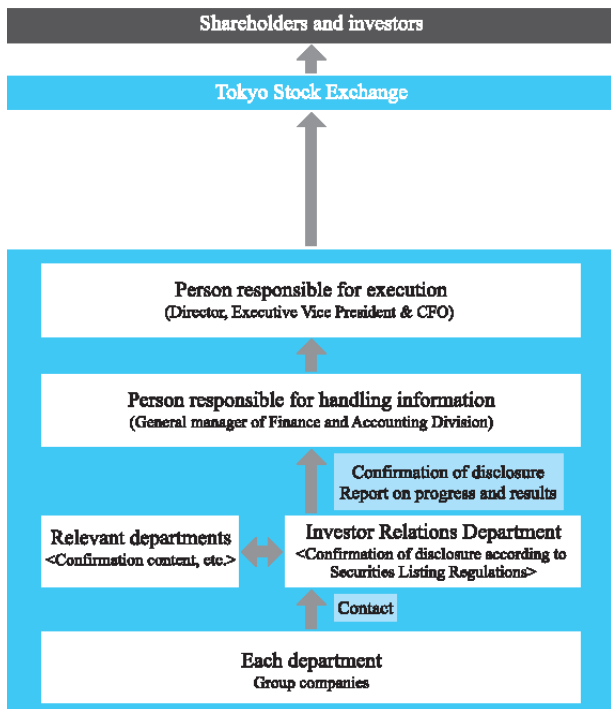 Shareholders and investors
Tokyo Stock Exchange
Person responsible for execution
(Director, Executive Vice President & CFO)
Person responsible for handling information
(General manager of Finance and Accounting Division)
Confirmation of disclosure
Report on progress and results
Relevant departments
<Confirmation content, etc.>
Investor Relations Department
<Confirmation of disclosure according to
Securities Listing Regulations>
Contact
Each department
Group companies